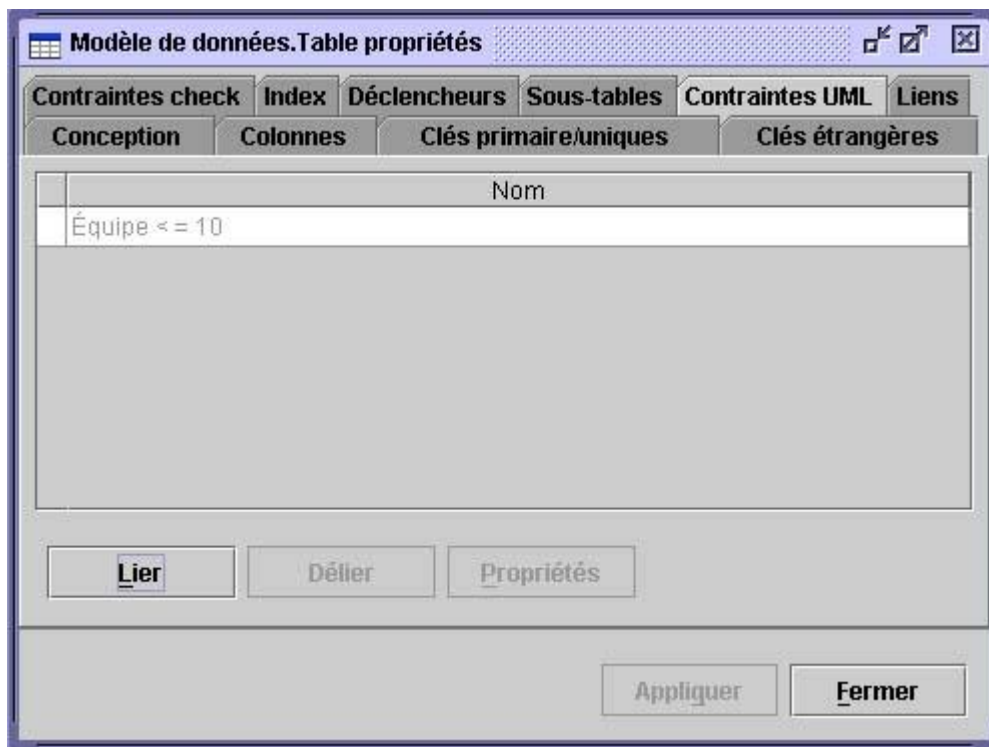 Modèle de données.Table propriétés
Contraintes check Index Déclencheurs Sous-tables Contraintes UML Liens
Conception Colonnes Clés primaire/uniques Clés étrangères
Nom
Équipe < = 10
Lier Délier Propriétés
Appliquer Fermer